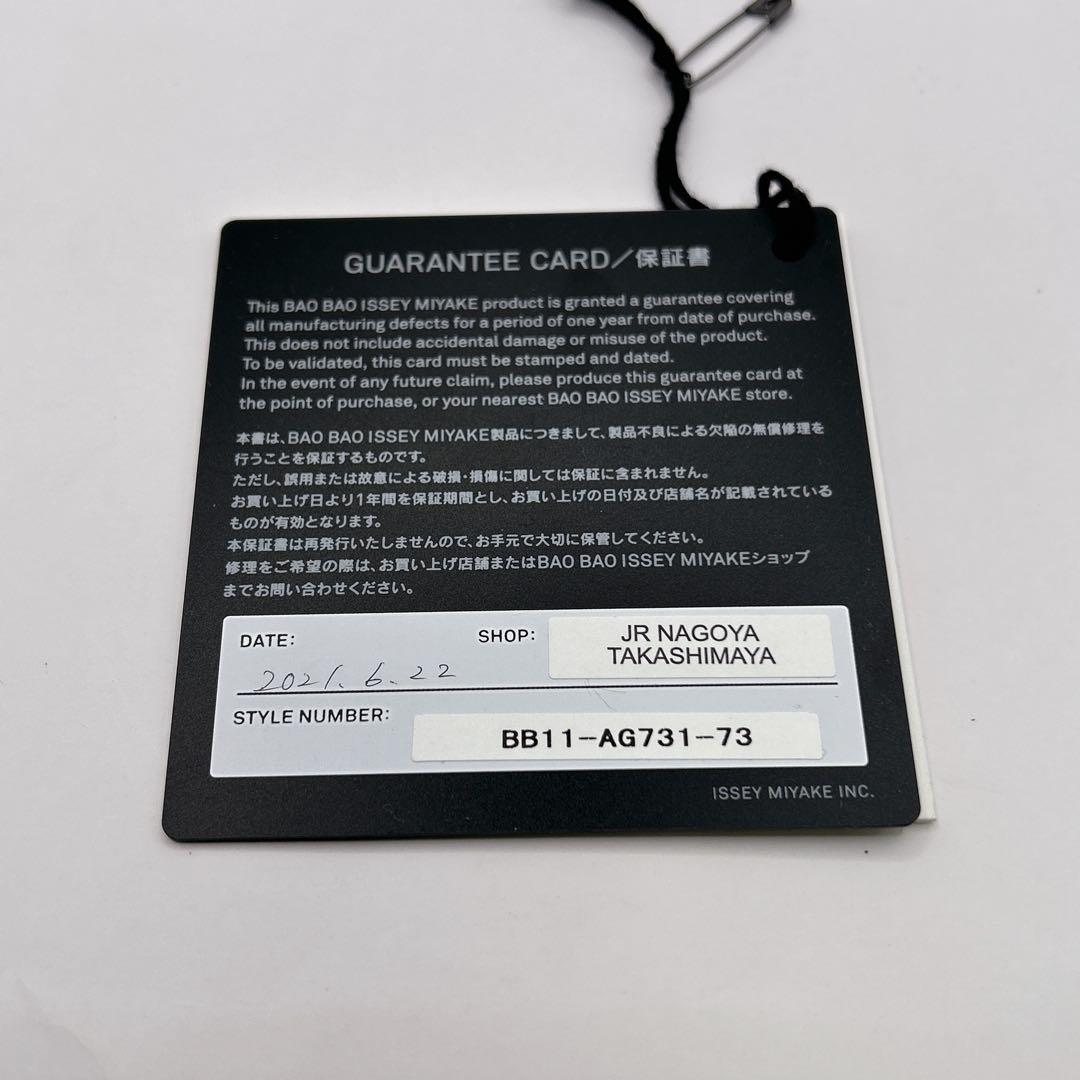 GUARANTEE CARD/保証書
This BAO BAO ISSEY MIYAKE product is granted a guarantee covering
all manufacturing defects for a period of one year from date of purchase.
This does not include accidental damage or misuse of the product.
To be validated, this card must be stamped and dated.
In the event of any future claim, please produce this guarantee card at
the point of purchase, or your nearest BAO BAO ISSEY MIYAKE store.
本書は、BAO BAO ISSEY MIYAKE製品につきまして、製品不良による欠陥の無償修理を
行うことを保証するものです。
ただし、誤用または故意による破損・損傷に関しては保証に含まれません。
お買い上げ日より1年間を保証期間とし、お買い上げの日付及び店舗名が記載されている
ものが有効となります。
本保証書は再発行いたしませんので、お手元で大切に保管してください。
修理をご希望の際は、お買い上げ店舗またはBAO BAO ISSEY MIYAKEショップ
までお問い合わせください。
DATE: 2021.6.22
SHOP: JR NAGOYA
TAKASHIMAYA
STYLE NUMBER: BB11-AG731-73
ISSEY MIYAKE INC.